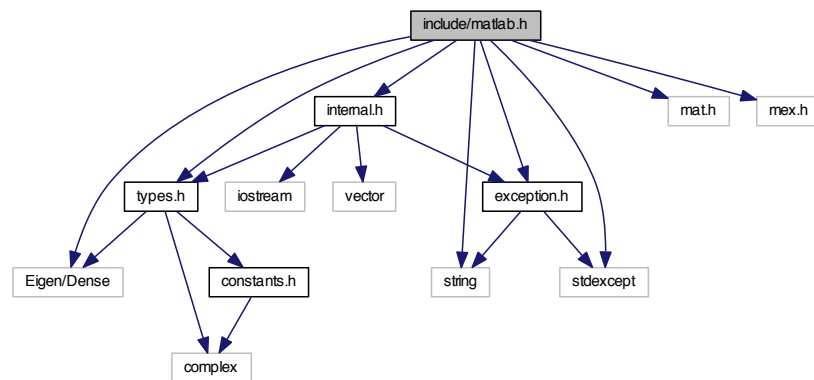 include/matlab.h
internal.h
mat.h
mex.h
types.h
iostream
vector
exception.h
Eigen/Dense
constants.h
string
stdexcept
complex